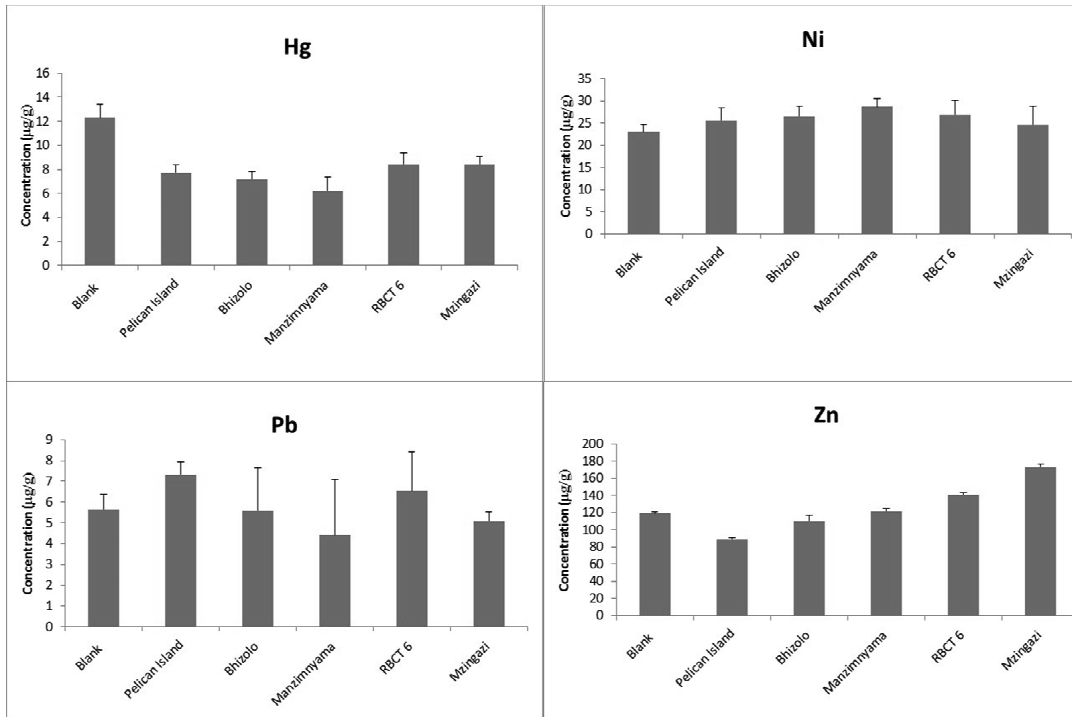 Hg
Concentration (µg/g)
16
14
12
10
8
6
4
2
0
Blank
Pelican Island
Bhizolo
Manzimnyama
RBCT 6
Mzingazi
Ni
Concentration (µg/g)
35
30
25
20
15
10
5
0
Blank
Pelican Island
Bhizolo
Manzimnyama
RBCT 6
Mzingazi
Pb
Concentration (µg/g)
9
8
7
6
5
4
3
2
1
0
Blank
Pelican Island
Bhizolo
Manzimnyama
RBCT 6
Mzingazi
Zn
Concentration (µg/g)
200
180
160
140
120
100
80
60
40
20
0
Blank
Pelican Island
Bhizolo
Manzimnyama
RBCT 6
Mzingazi